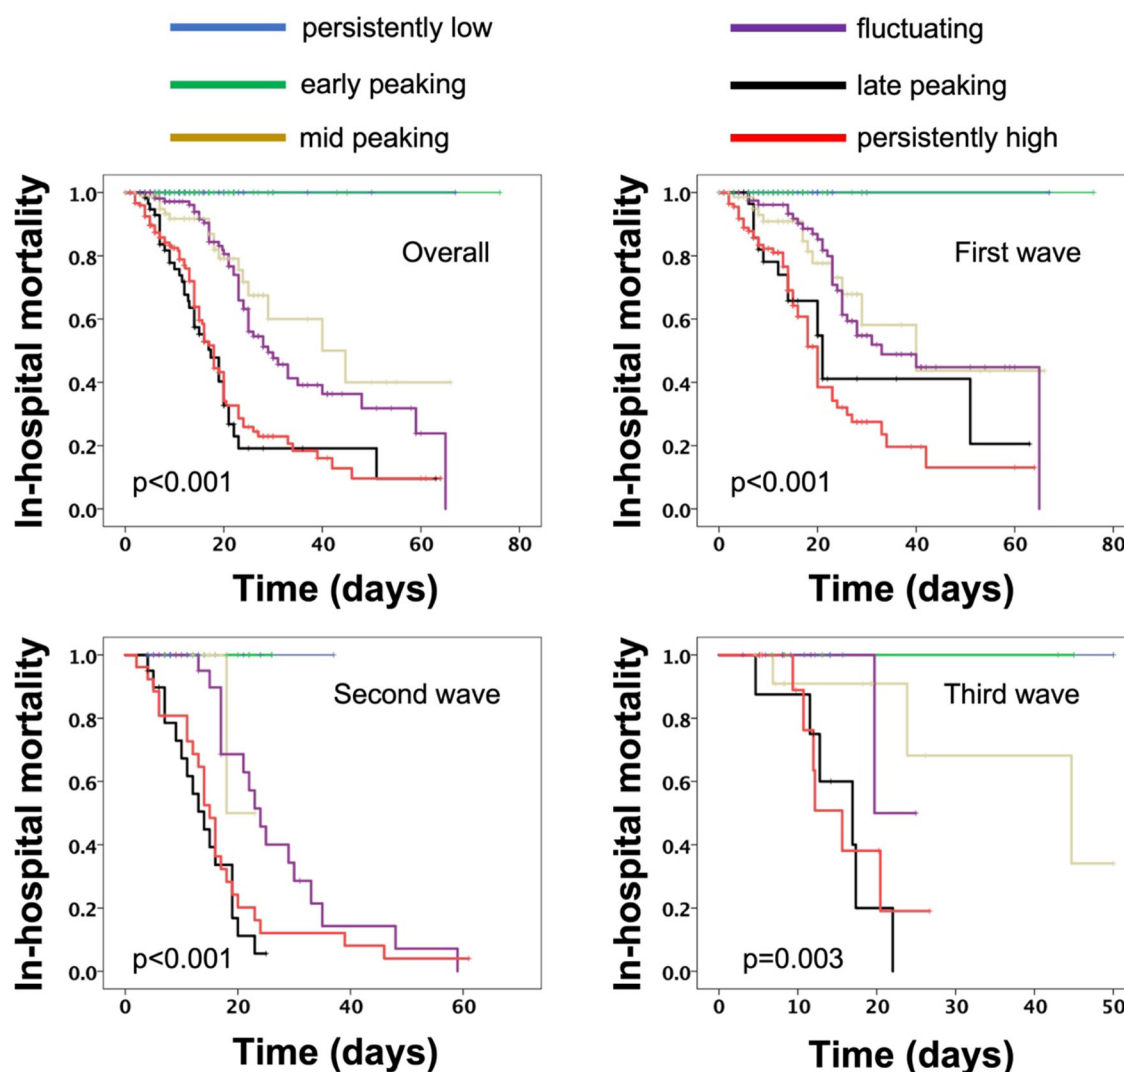 persistently low
fluctuating
early peaking
late peaking
mid peaking
persistently high
In-hospital mortality
1.0
0.8
0.6
0.4
0.2
0.0
Overall
p<0.001
0 20 40 60 80
Time (days)
In-hospital mortality
1.0
0.8
0.6
0.4
0.2
0.0
First wave
p<0.001
0 20 40 60 80
Time (days)
In-hospital mortality
1.0
0.8
0.6
0.4
0.2
0.0
Second wave
p<0.001
0 20 40 60
Time (days)
In-hospital mortality
1.0
0.8
0.6
0.4
0.2
0.0
Third wave
p=0.003
0 10 20 30 40 50
Time (days)